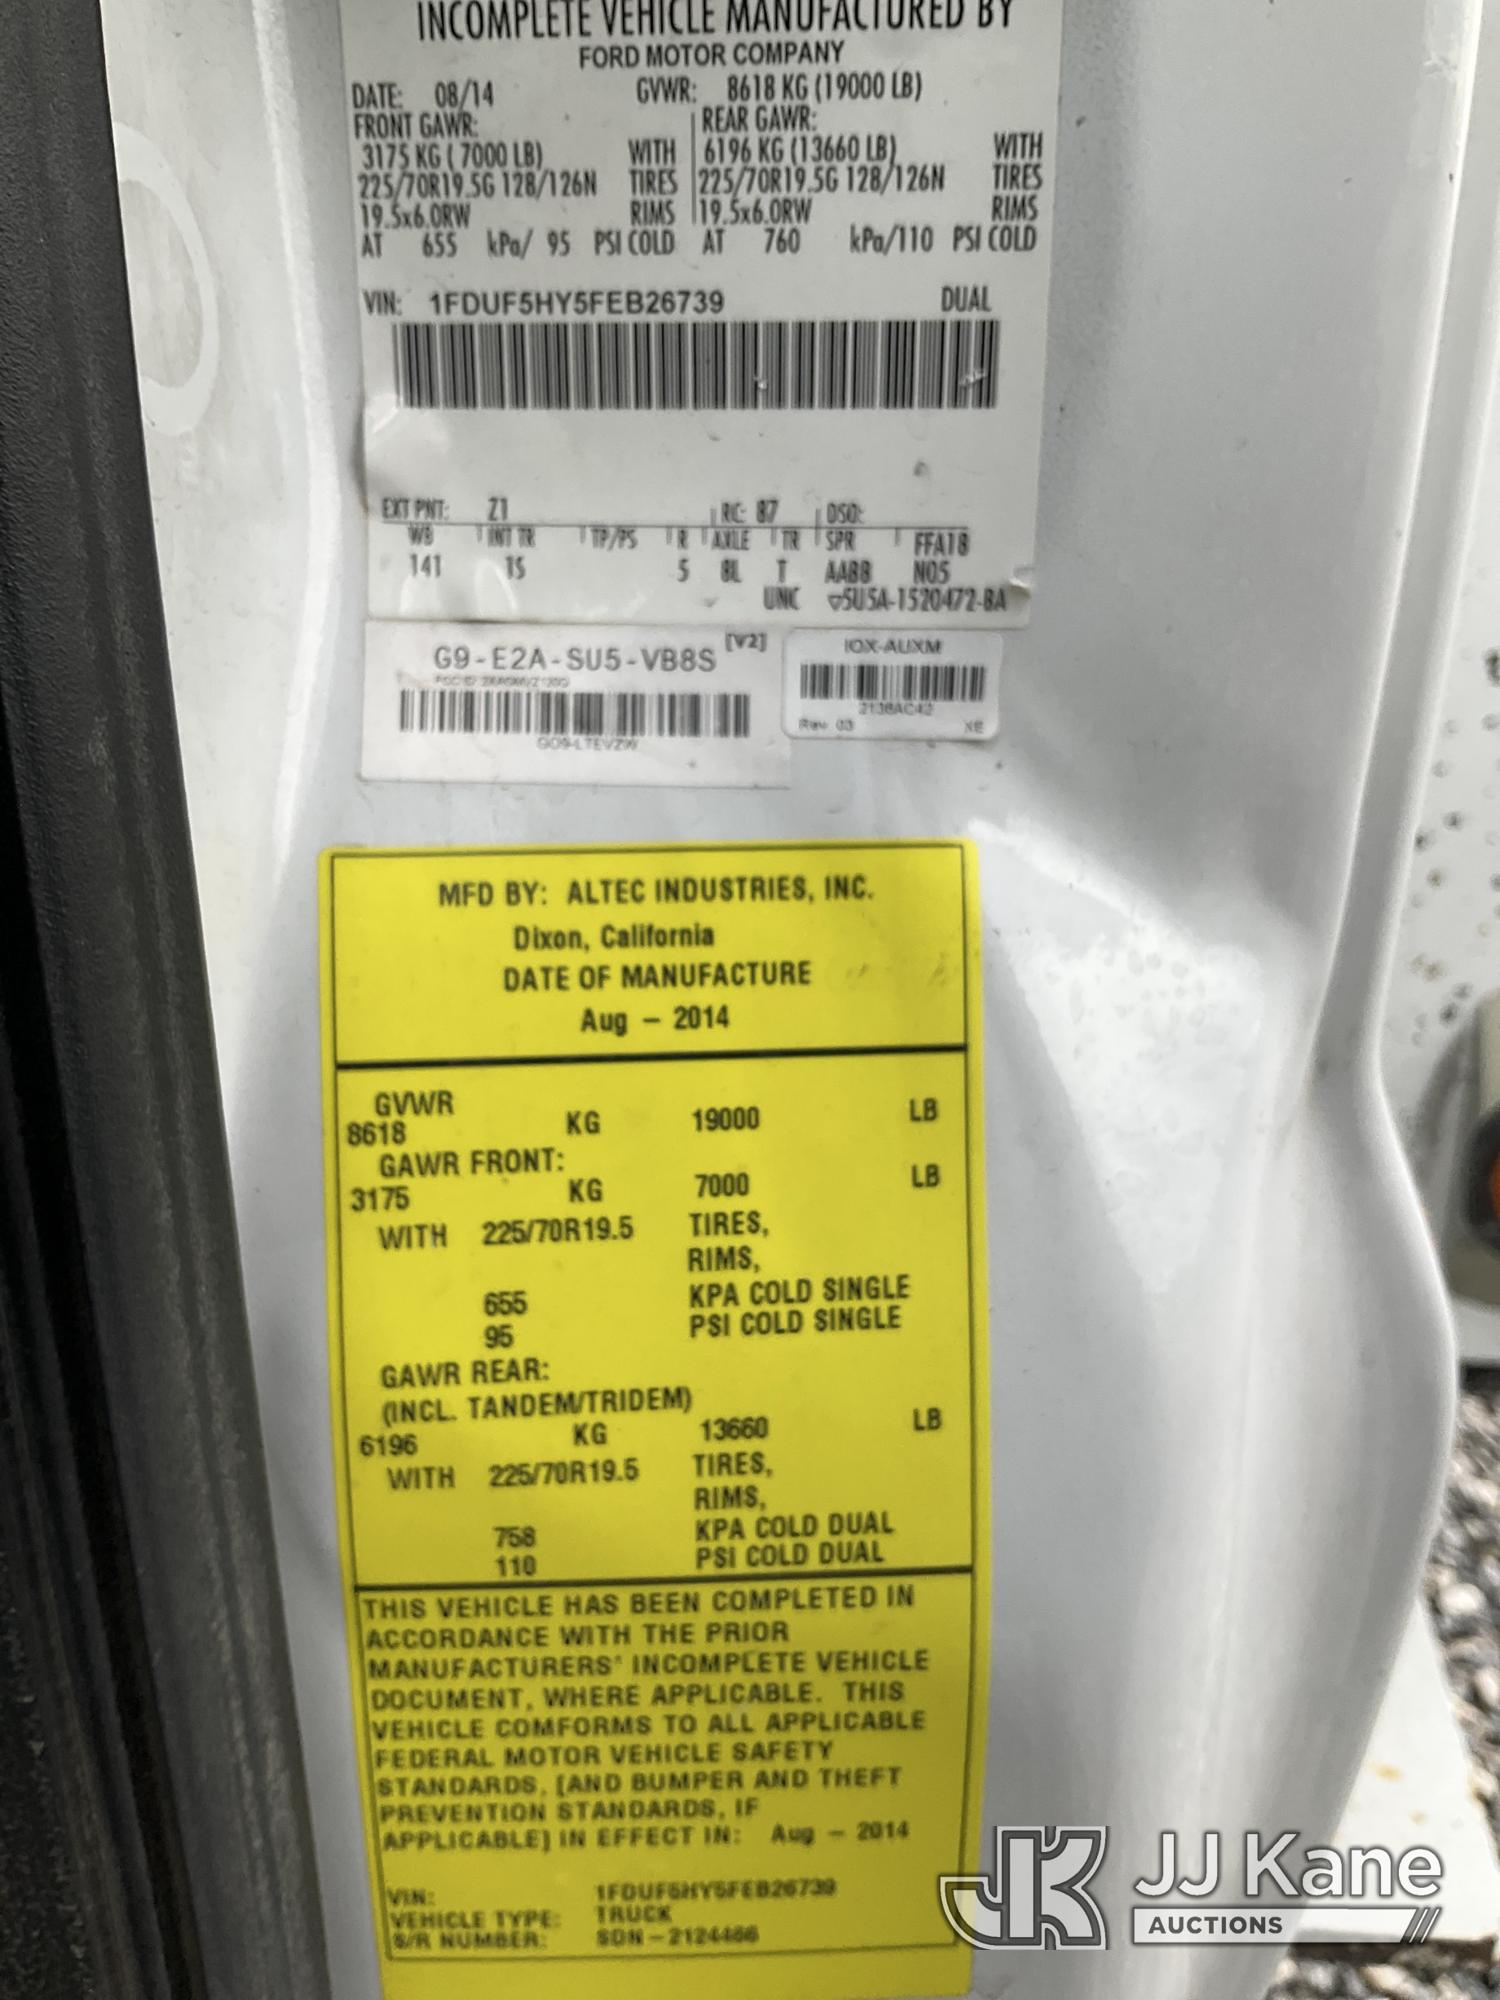 INCOMPLETE VEHICLE MANUFACTURED BY
FORD MOTOR COMPANY
DATE: 08/14 GVWR: 8618 KG (19000 LB)
FRONT GAWR: REAR GAWR:
3175 KG ( 7000 LB) WITH 6196 KG (13660 LB) WITH
225/70R19.5G 128/126N TIRES 225/70R19.5G 128/126N TIRES
19.5x6.0RW RIMS 19.5x6.0RW RIMS
AT 655 kPa/ 95 PSI COLD AT 760 kPa/110 PSI COLD
VIN: 1FDUF5HY5FEB26739 DUAL
EXT PNT: Z1 RC: 87 DSO:
WB INT TR TP/PS R AXLE TR SPR FFA18
141 1S 5 8L T AABB N05
UNC 5U5A-1520472-BA
G9-E2A-SU5-VB8S [V2]
GO9-LTEVZW
IOX-AUXM
2136AC42
Rev 03 XE
MFD BY: ALTEC INDUSTRIES, INC.
Dixon, California
DATE OF MANUFACTURE
Aug – 2014
GVWR
8618 KG 19000 LB
GAWR FRONT:
3175 KG 7000 LB
WITH 225/70R19.5 TIRES,
RIMS,
655 KPA COLD SINGLE
95 PSI COLD SINGLE
GAWR REAR:
(INCL. TANDEM/TRIDEM)
6196 KG 13660 LB
WITH 225/70R19.5 TIRES,
RIMS,
758 KPA COLD DUAL
110 PSI COLD DUAL
THIS VEHICLE HAS BEEN COMPLETED IN
ACCORDANCE WITH THE PRIOR
MANUFACTURERS' INCOMPLETE VEHICLE
DOCUMENT, WHERE APPLICABLE. THIS
VEHICLE COMFORMS TO ALL APPLICABLE
FEDERAL MOTOR VEHICLE SAFETY
STANDARDS, [AND BUMPER AND THEFT
PREVENTION STANDARDS, IF
APPLICABLE] IN EFFECT IN: Aug – 2014
VIN: 1FDUF5HY5FEB26739
VEHICLE TYPE: TRUCK
S/R NUMBER: SDN – 2124466
JJ Kane
AUCTIONS